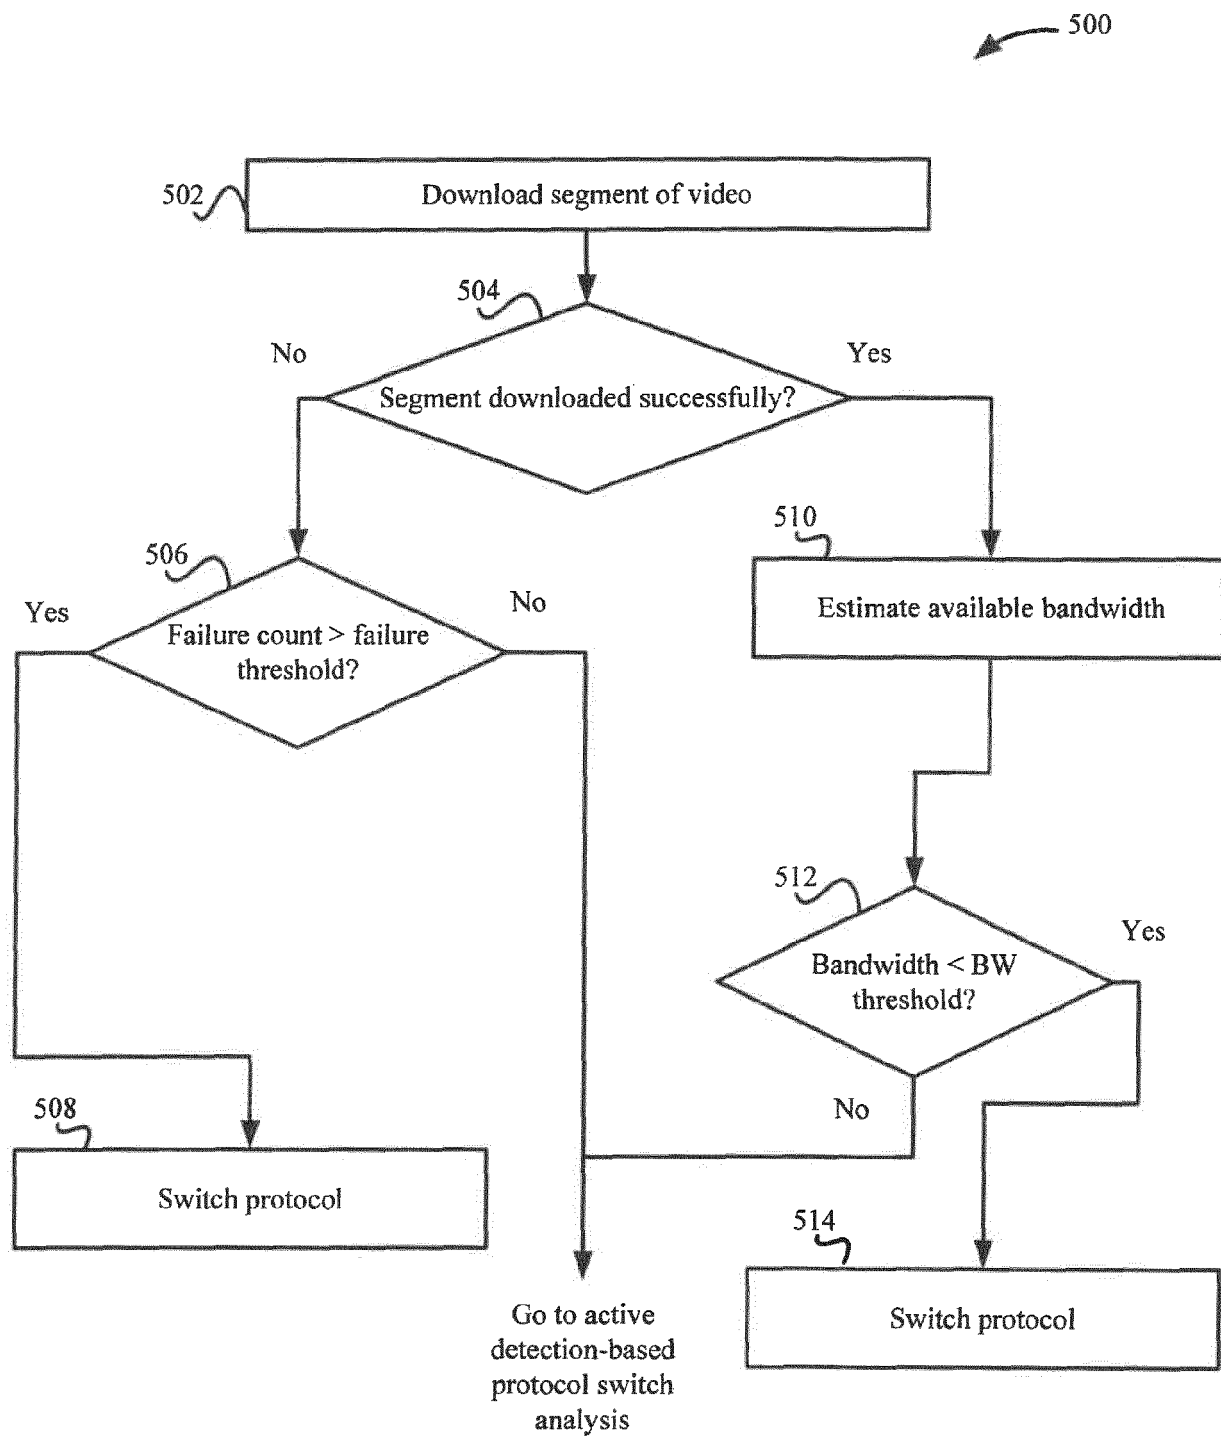 500
502
Download segment of video
504
No
Yes
Segment downloaded successfully?
506
510
Yes
No
Failure count > failure
threshold?
Estimate available bandwidth
512
Yes
Bandwidth < BW
threshold?
No
508
Switch protocol
514
Switch protocol
Go to active
detection-based
protocol switch
analysis